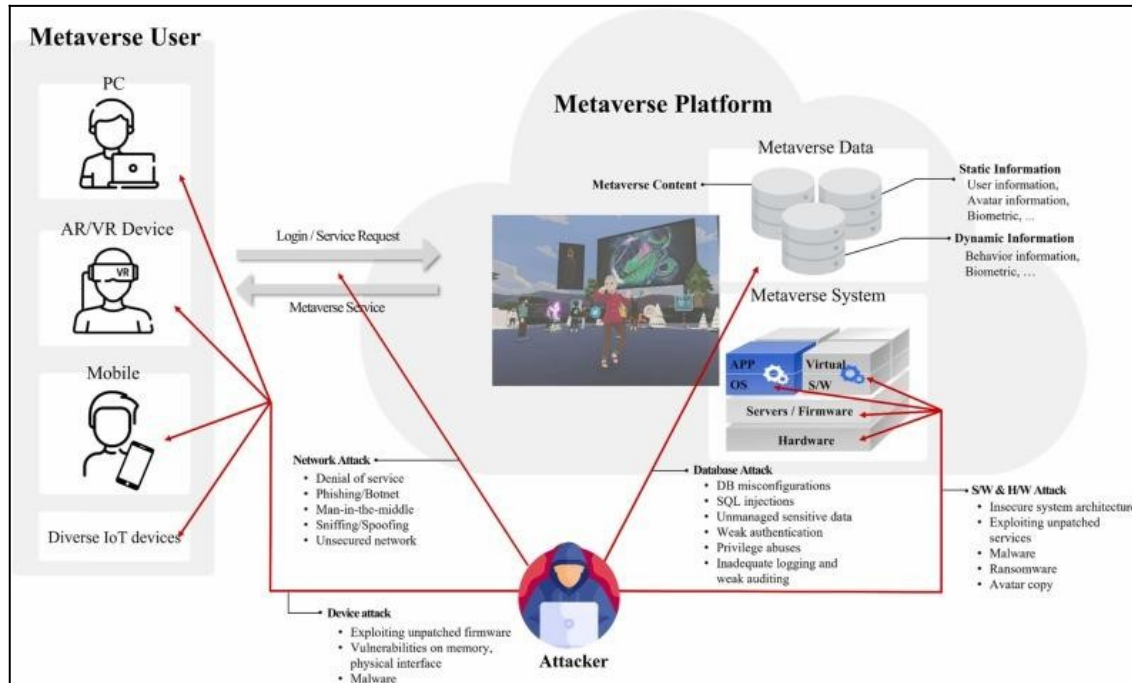 Metaverse User
PC
AR/VR Device
VR
Mobile
Diverse IoT devices
Login / Service Request
Metaverse Service
Metaverse Platform
Metaverse Data
Metaverse Content
Static Information
User information,
Avatar information,
Biometric, ...
Dynamic Information
Behavior information,
Biometric, …
Metaverse System
APP
OS
Virtual
S/W
Servers / Firmware
Hardware
Network Attack
• Denial of service
• Phishing/Botnet
• Man-in-the-middle
• Sniffing/Spoofing
• Unsecured network
Database Attack
• DB misconfigurations
• SQL injections
• Unmanaged sensitive data
• Weak authentication
• Privilege abuses
• Inadequate logging and
weak auditing
S/W & H/W Attack
• Insecure system architecture
• Exploiting unpatched
services
• Malware
• Ransomware
• Avatar copy
Device attack
• Exploiting unpatched firmware
• Vulnerabilities on memory,
physical interface
• Malware
Attacker